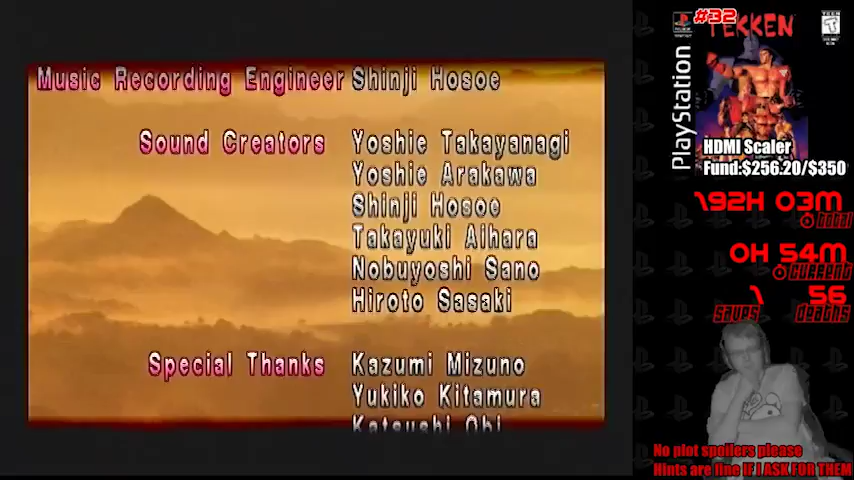 Music Recording Engineer Shinji Hosoe
Sound Creators Yoshie Takayanagi
Yoshie Arakawa
Shinji Hosoe
Takayuki Aihara
Nobuyoshi Sano
Hiroto Sasaki
Special Thanks Kazumi Mizuno
Yukiko Kitamura
Katsushi Obi
#32
TEKKEN
PlayStation
HDMI Scaler
Fund:$256.20/$350
192H 03M
total
0H 54M
current
1 56
saves deaths
No plot spoilers please
Hints are fine IF I ASK FOR THEM